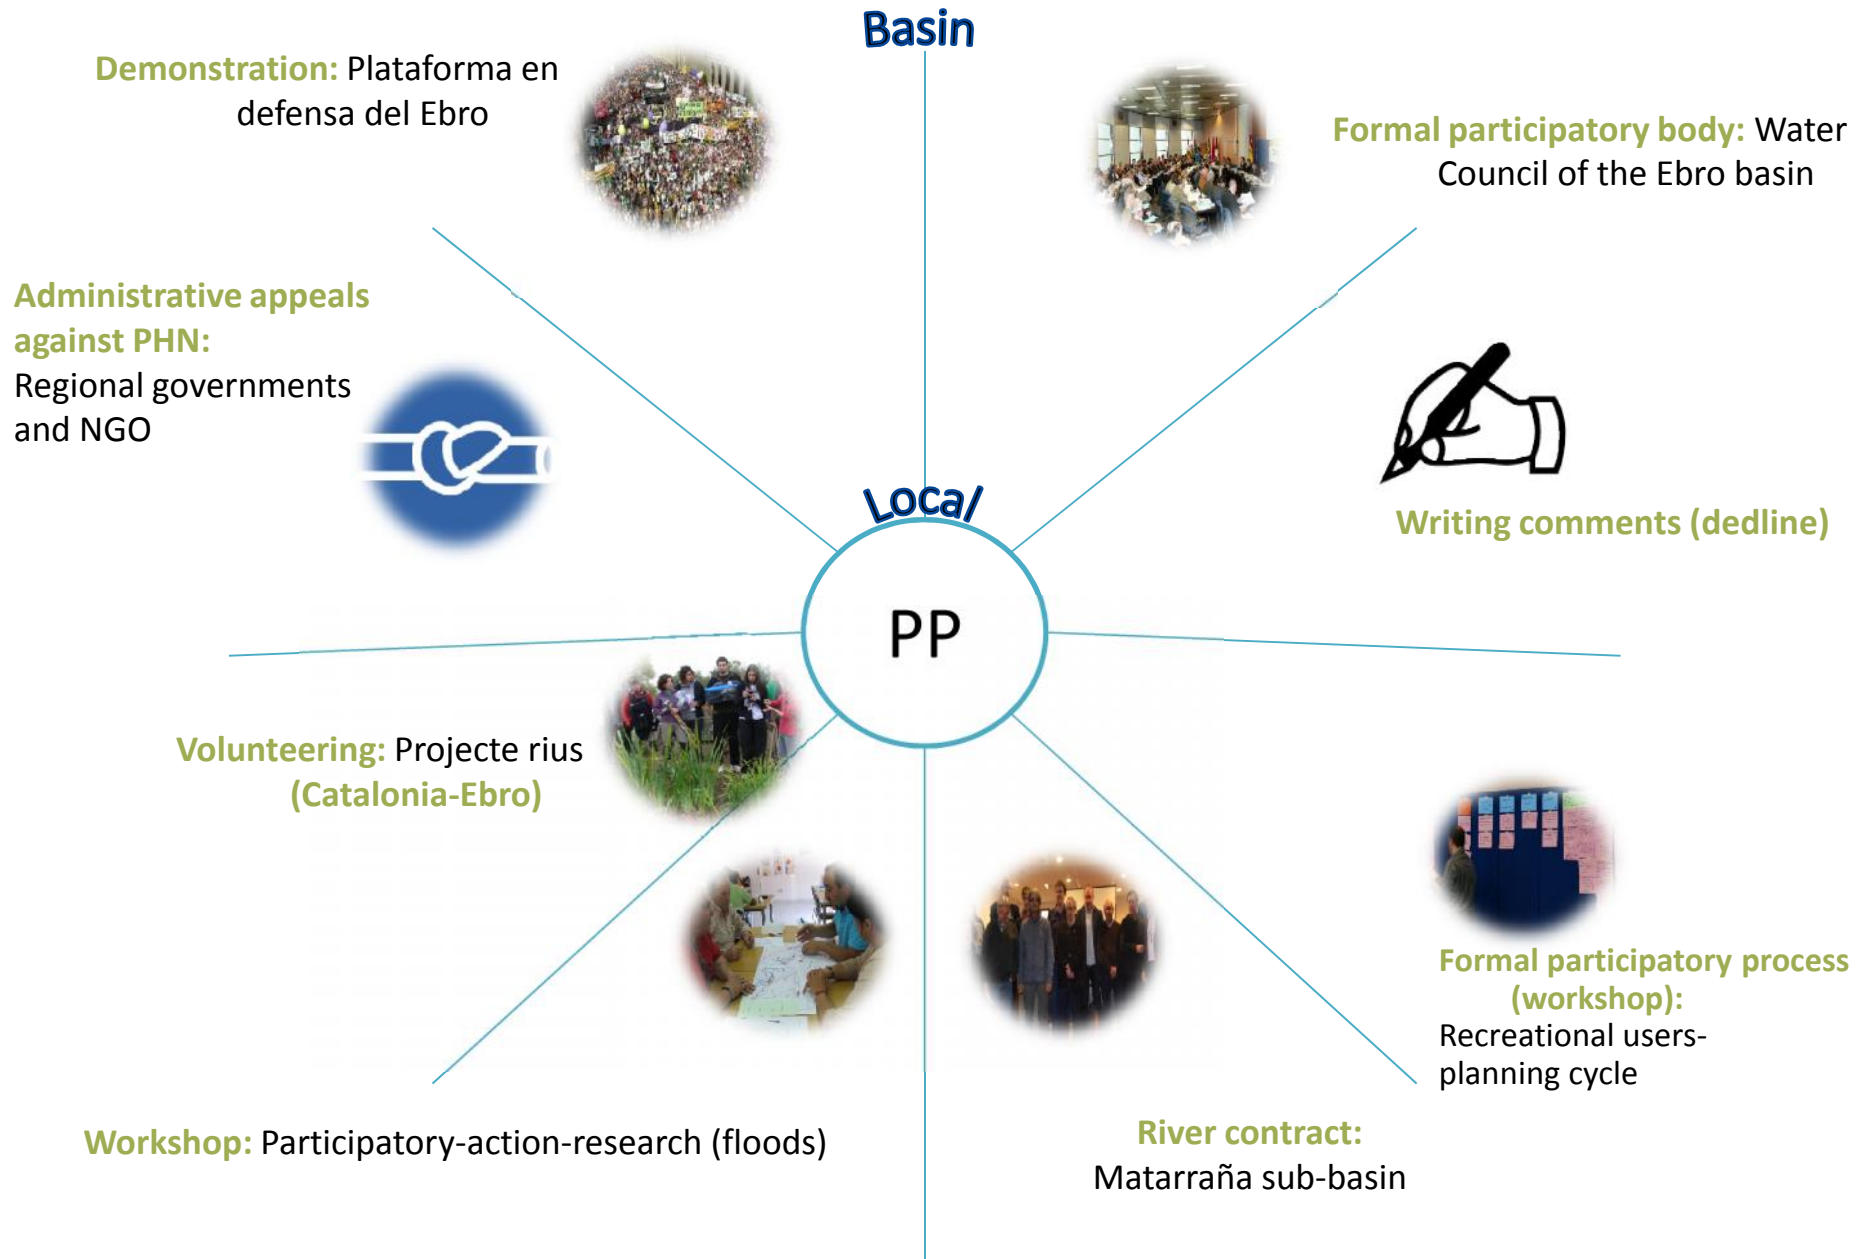 Basin
Demonstration: Plataforma en
defensa del Ebro
Formal participatory body: Water
Council of the Ebro basin
Administrative appeals
against PHN:
Regional governments
and NGO
Writing comments (dedline)
Local
PP
Volunteering: Projecte rius
(Catalonia-Ebro)
Formal participatory process
(workshop):
Recreational users-
planning cycle
Workshop: Participatory-action-research (floods)
River contract:
Matarraña sub-basin